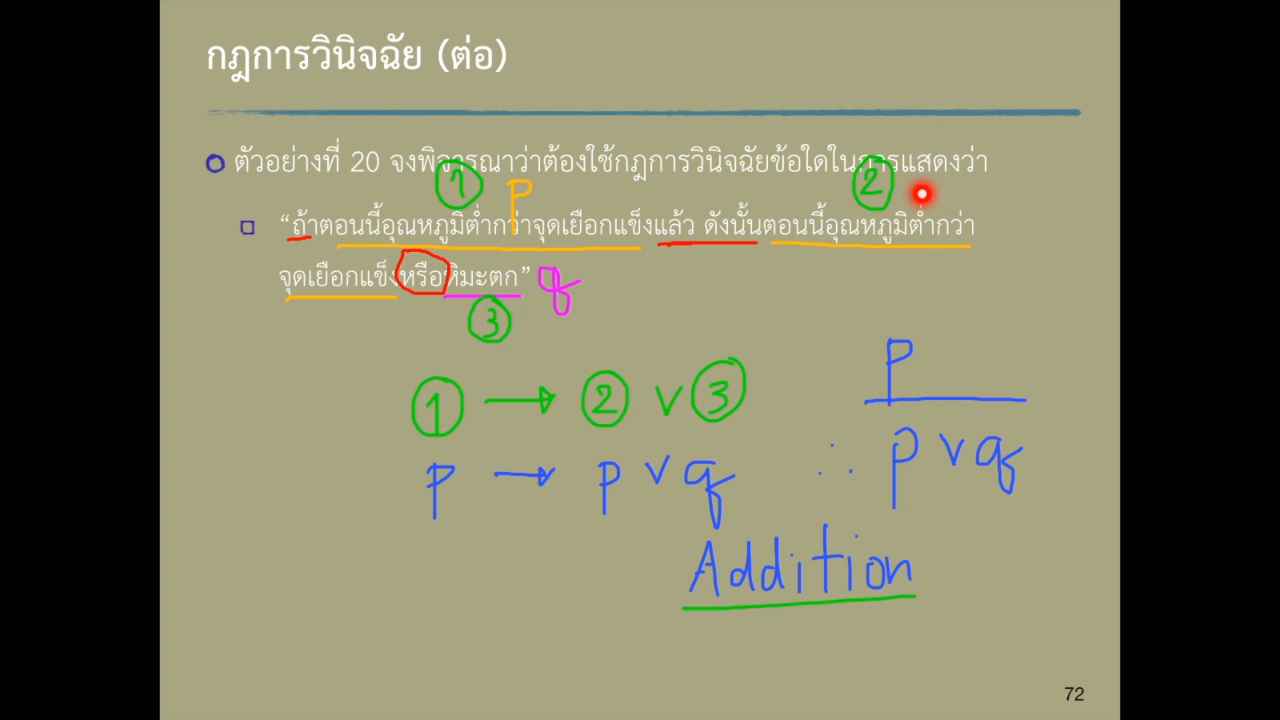 กฎการวินิจฉัย (ต่อ)
ตัวอย่างที่ 20 จงพิจารณาว่าต้องใช้กฎการวินิจฉัยข้อใดในการแสดงว่า
1 P 2
“ถ้าตอนนี้อุณหภูมิต่ำกว่าจุดเยือกแข็งแล้ว ดังนั้นตอนนี้อุณหภูมิต่ำกว่า
จุดเยือกแข็งหรือหิมะตก” q
3
P
1 → 2 ∨ 3
p → p ∨ q ∴ p ∨ q
Addition
72